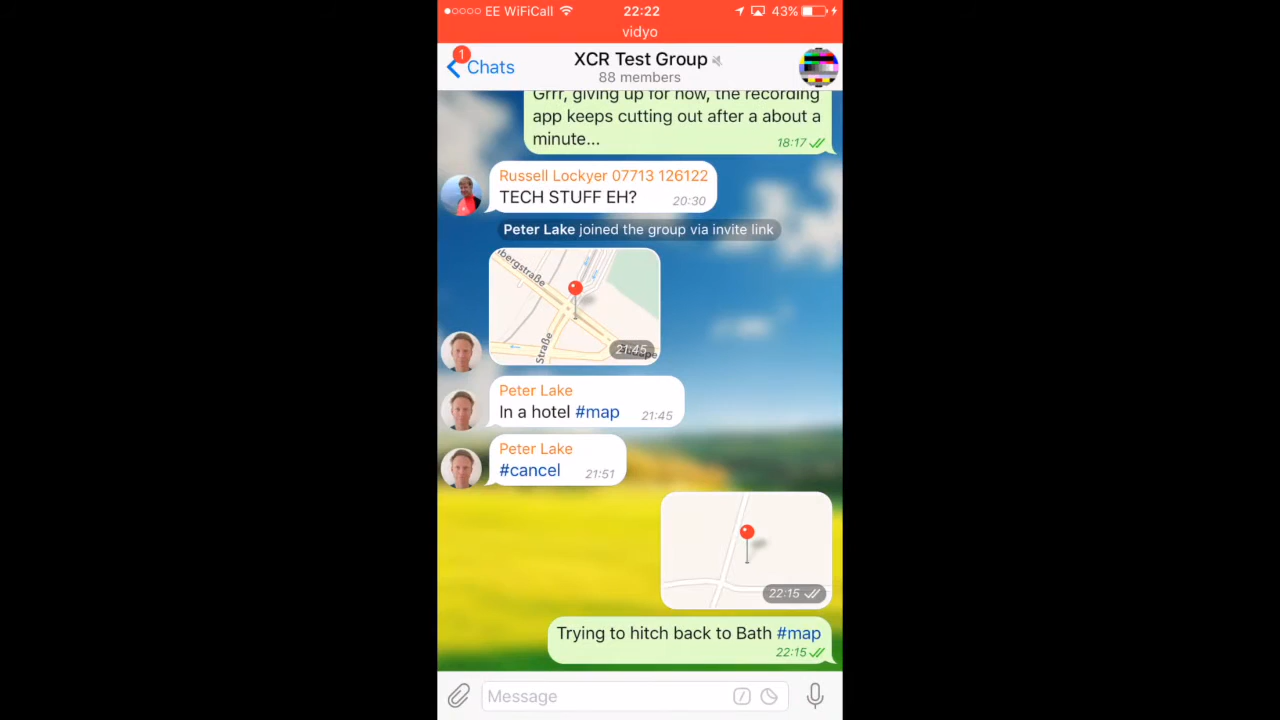 EE WiFiCall 22:22 43%
vidyo
1
Chats
XCR Test Group
88 members
Grrr, giving up for now, the recording
app keeps cutting out after a about a
minute...
18:17
Russell Lockyer 07713 126122
TECH STUFF EH?
20:30
Peter Lake joined the group via invite link
bergstraße
Straße
21:45
Peter Lake
In a hotel #map
21:45
Peter Lake
#cancel
21:51
22:15
Trying to hitch back to Bath #map
22:15
Message